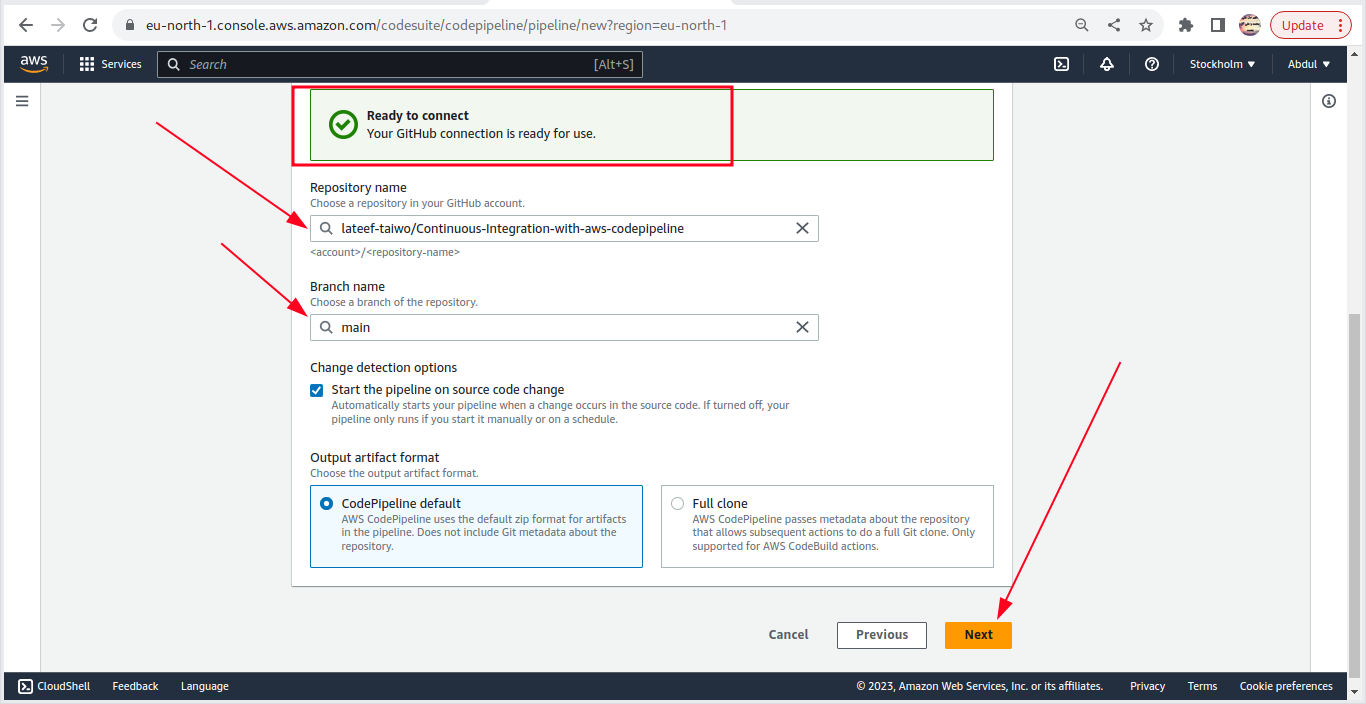 eu-north-1.console.aws.amazon.com/codesuite/codepipeline/pipeline/new?region=eu-north-1
Update
aws
Services
Search
[Alt+S]
Stockholm
Abdul
Ready to connect
Your GitHub connection is ready for use.
Repository name
Choose a repository in your GitHub account.
lateef-taiwo/Continuous-Integration-with-aws-codepipeline
<account>/<repository-name>
Branch name
Choose a branch of the repository.
main
Change detection options
Start the pipeline on source code change
Automatically starts your pipeline when a change occurs in the source code. If turned off, your
pipeline only runs if you start it manually or on a schedule.
Output artifact format
Choose the output artifact format.
CodePipeline default
AWS CodePipeline uses the default zip format for artifacts
in the pipeline. Does not include Git metadata about the
repository.
Full clone
AWS CodePipeline passes metadata about the repository
that allows subsequent actions to do a full Git clone. Only
supported for AWS CodeBuild actions.
Cancel
Previous
Next
CloudShell
Feedback
Language
© 2023, Amazon Web Services, Inc. or its affiliates.
Privacy
Terms
Cookie preferences